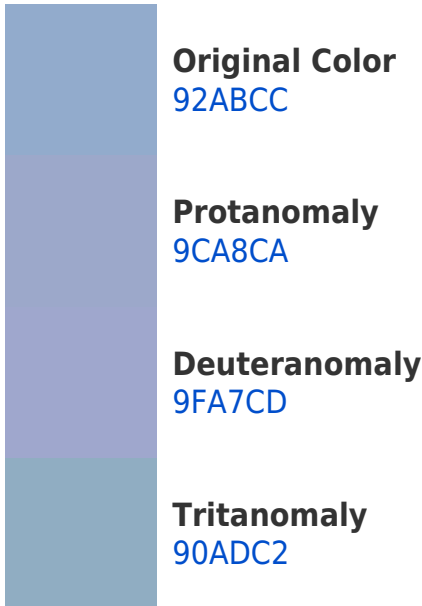 Original Color
92ABCC
Protanomaly
9CA8CA
Deuteranomaly
9FA7CD
Tritanomaly
90ADC2